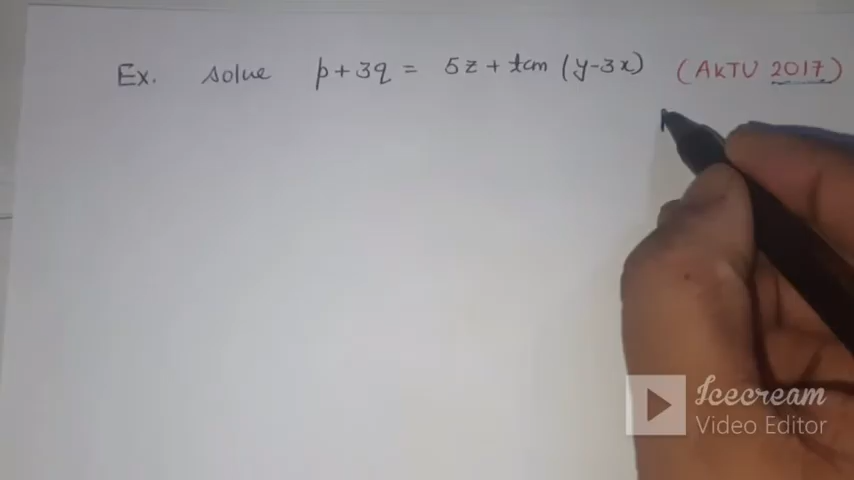 Ex. solve p+3q = 5z + tan (y-3x) (AKTU 2017)
Icecream
Video Editor